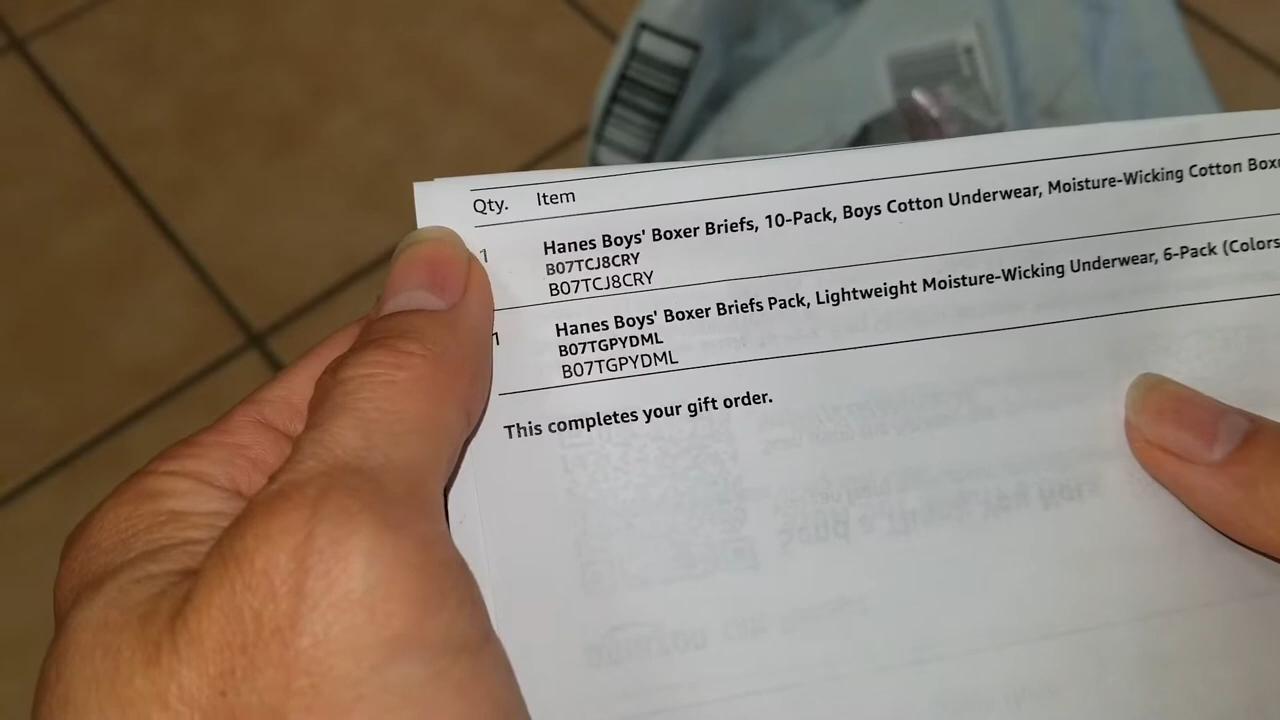 Qty. Item
1 Hanes Boys' Boxer Briefs, 10-Pack, Boys Cotton Underwear, Moisture-Wicking Cotton Boxe
B07TCJ8CRY
B07TCJ8CRY
1 Hanes Boys' Boxer Briefs Pack, Lightweight Moisture-Wicking Underwear, 6-Pack (Colors
B07TGPYDML
B07TGPYDML
This completes your gift order.